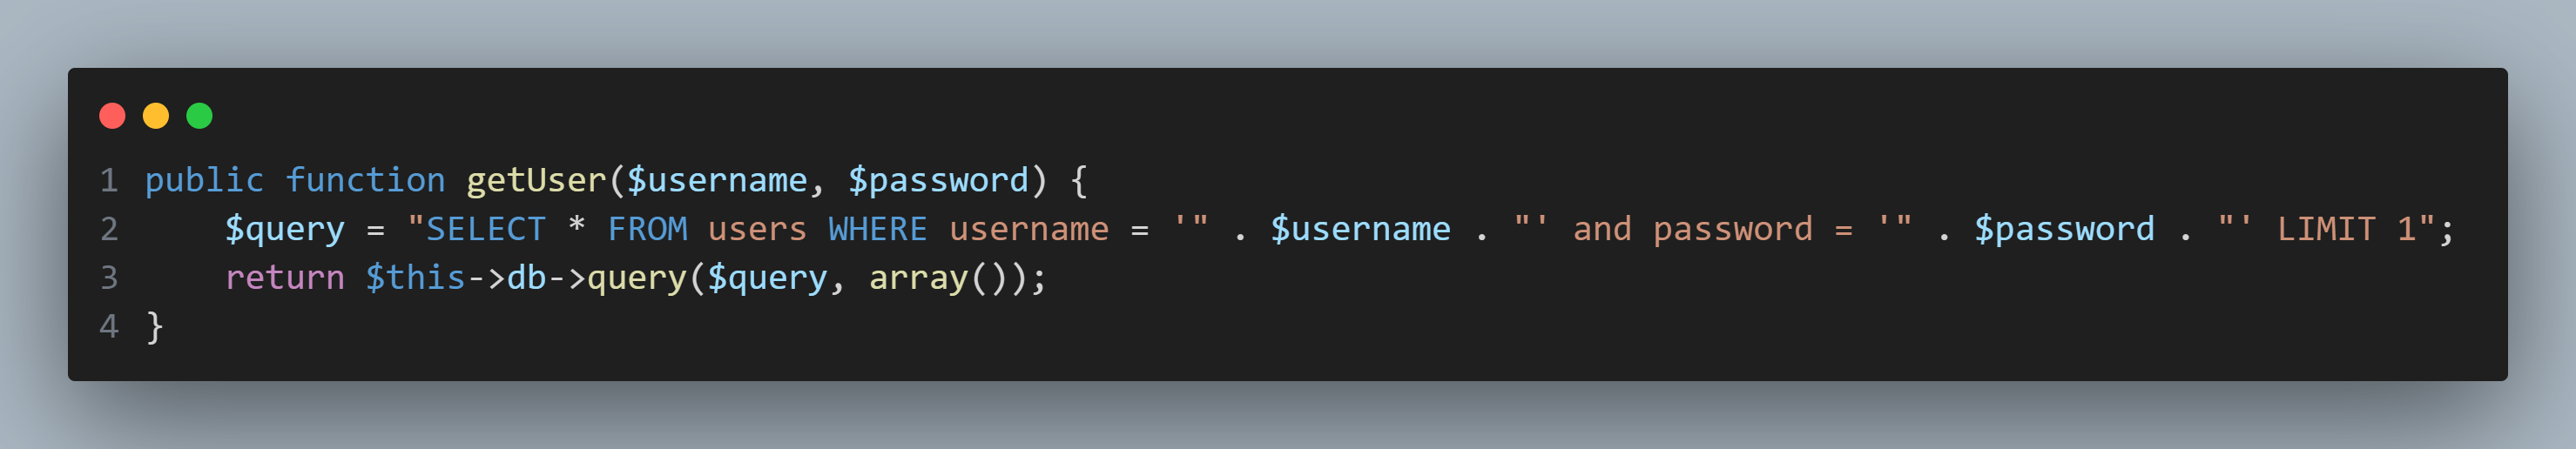 1 public function getUser($username, $password) {
2     $query = "SELECT * FROM users WHERE username = '" . $username . "' and password = '" . $password . "' LIMIT 1";
3     return $this->db->query($query, array());
4 }